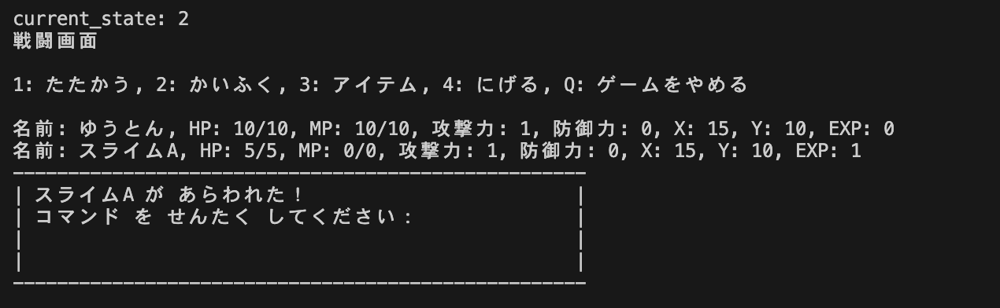 current_state: 2
戦闘画面
1: たたかう, 2: かいふく, 3: アイテム, 4: にげる, Q: ゲームをやめる
名前: ゆうとん, HP: 10/10, MP: 10/10, 攻撃力: 1, 防御力: 0, X: 15, Y: 10, EXP: 0
名前: スライムA, HP: 5/5, MP: 0/0, 攻撃力: 1, 防御力: 0, X: 15, Y: 10, EXP: 1
----------------------------------------------------
| スライムA が あらわれた！ |
| コマンド を せんたく してください： |
| |
| |
----------------------------------------------------